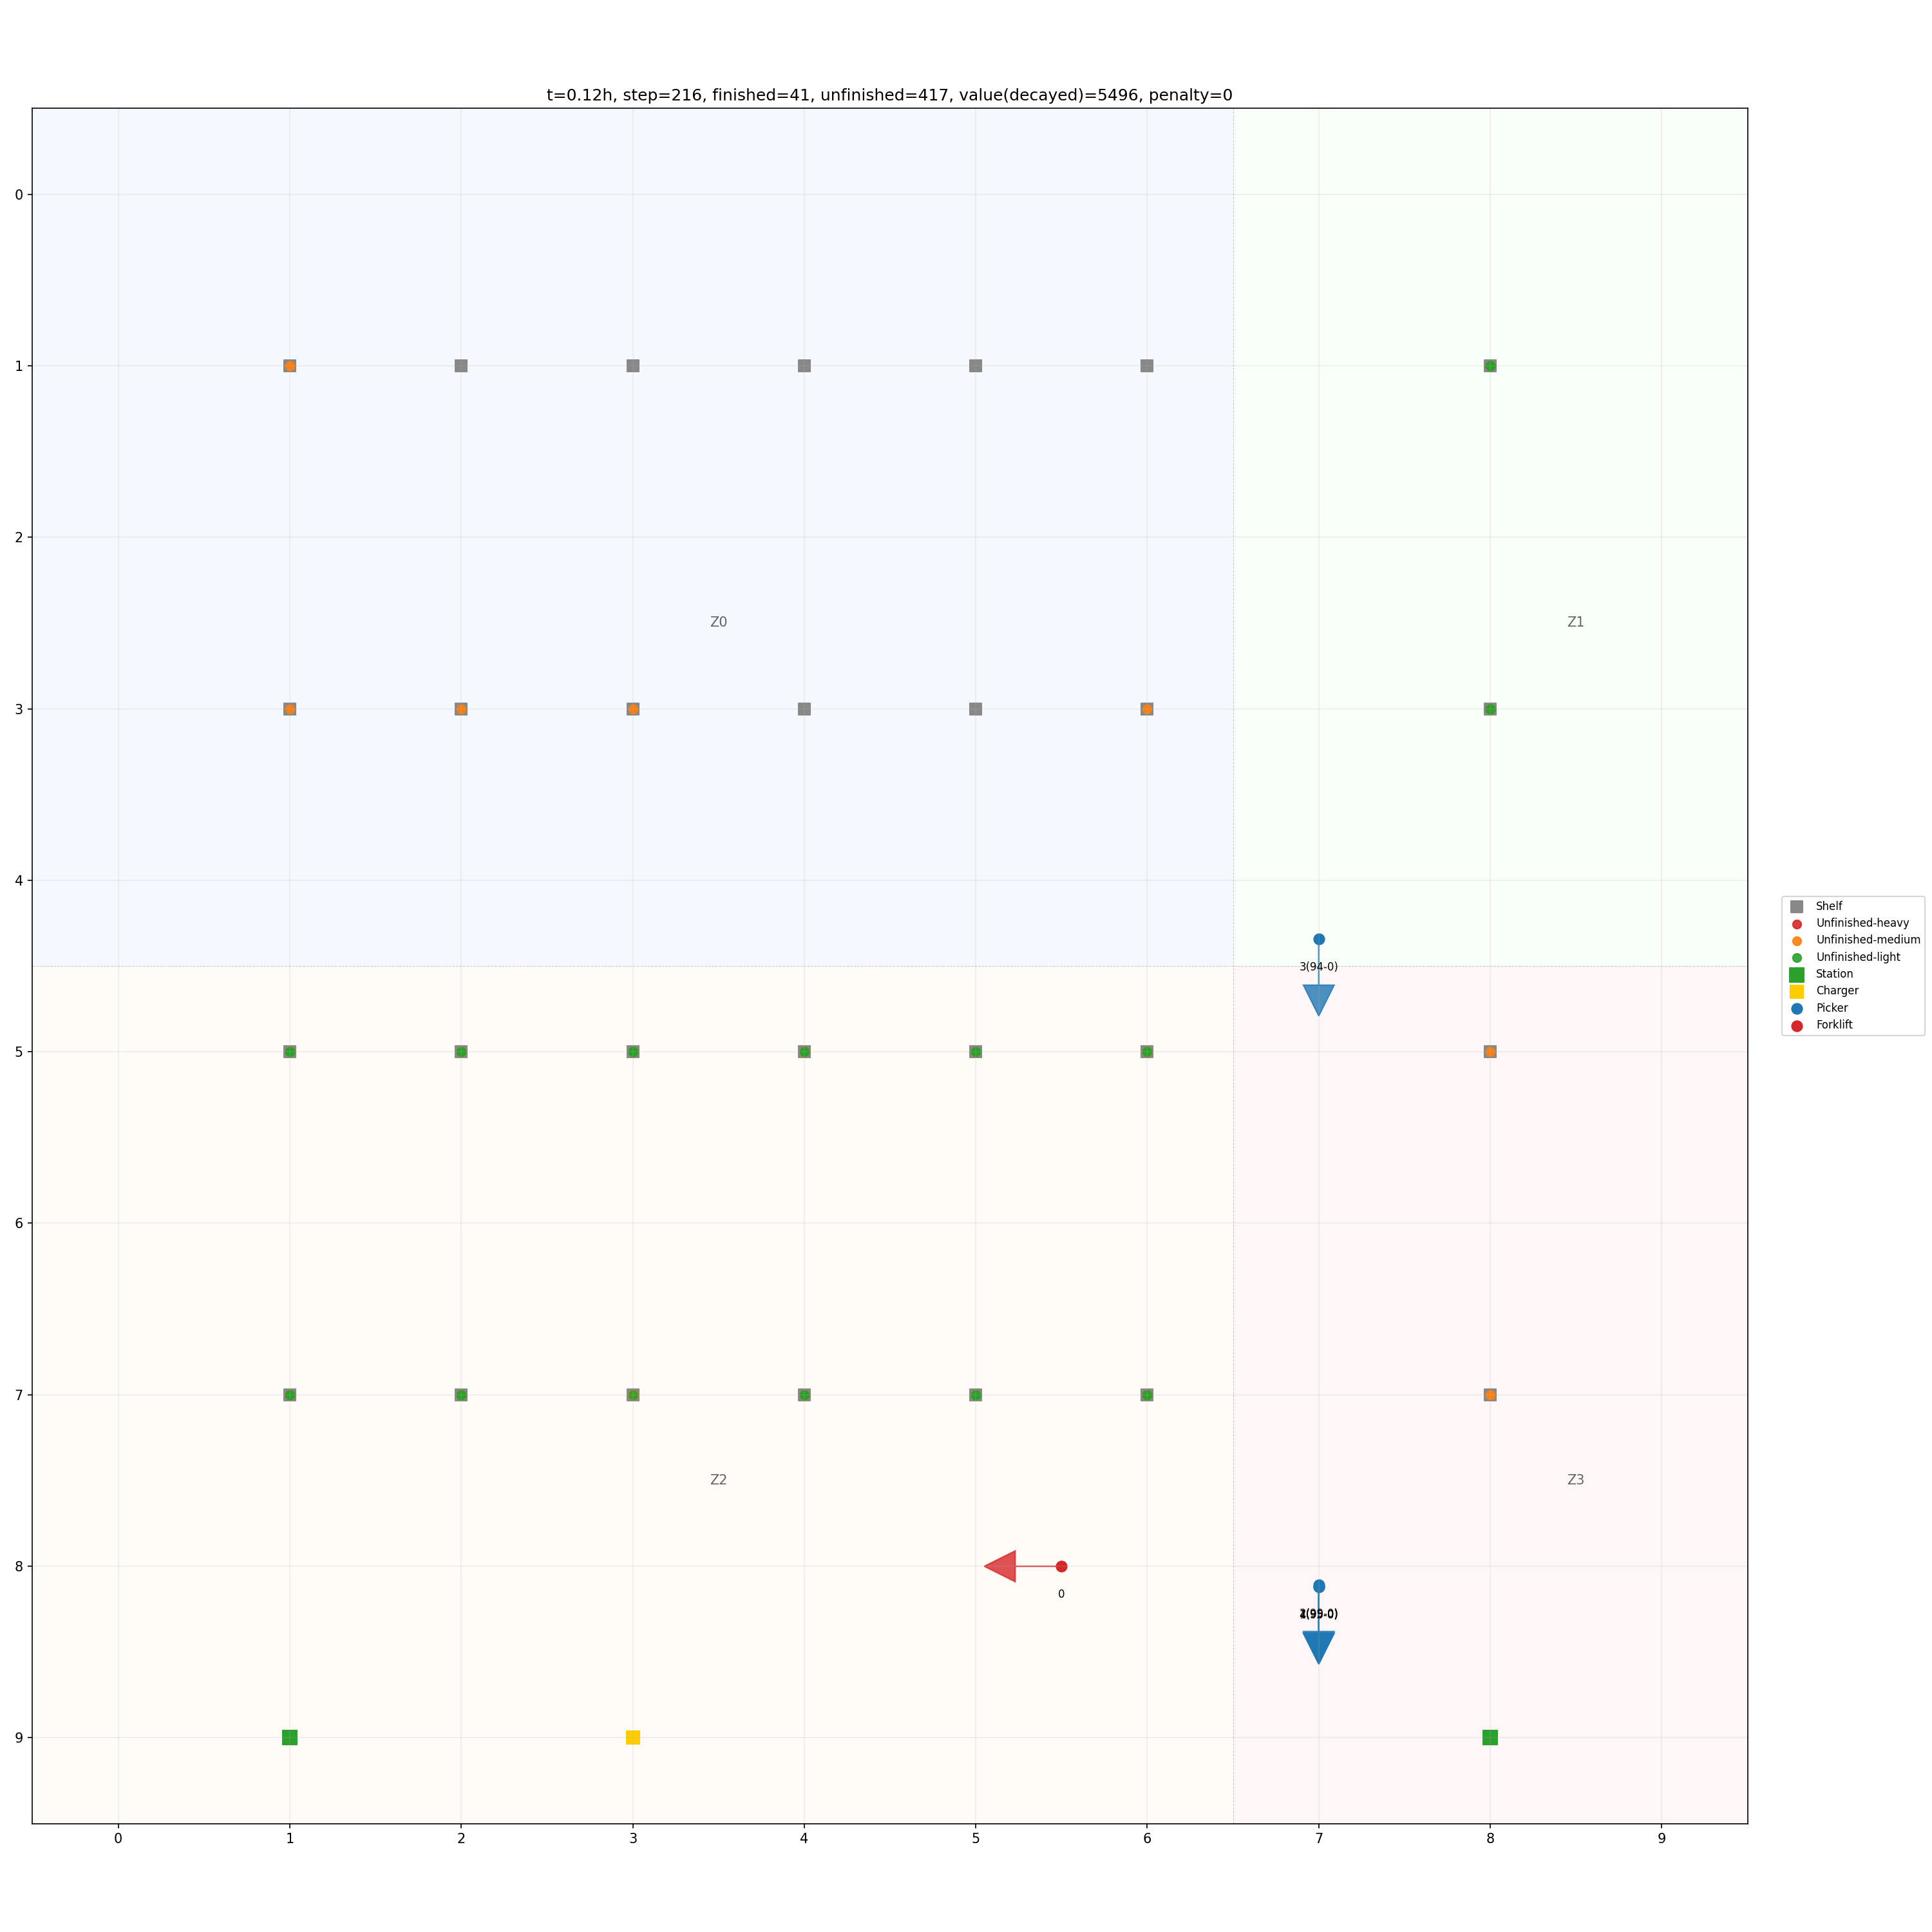 t=0.12h, step=216, finished=41, unfinished=417, value(decayed)=5496, penalty=0
0
1
2
Z0
Z1
3
4
3(94-0)
Shelf
Unfinished-heavy
Unfinished-medium
Unfinished-light
Station
Charger
Picker
Forklift
5
6
7
Z2
Z3
8
0
9
0 1 2 3 4 5 6 7 8 9